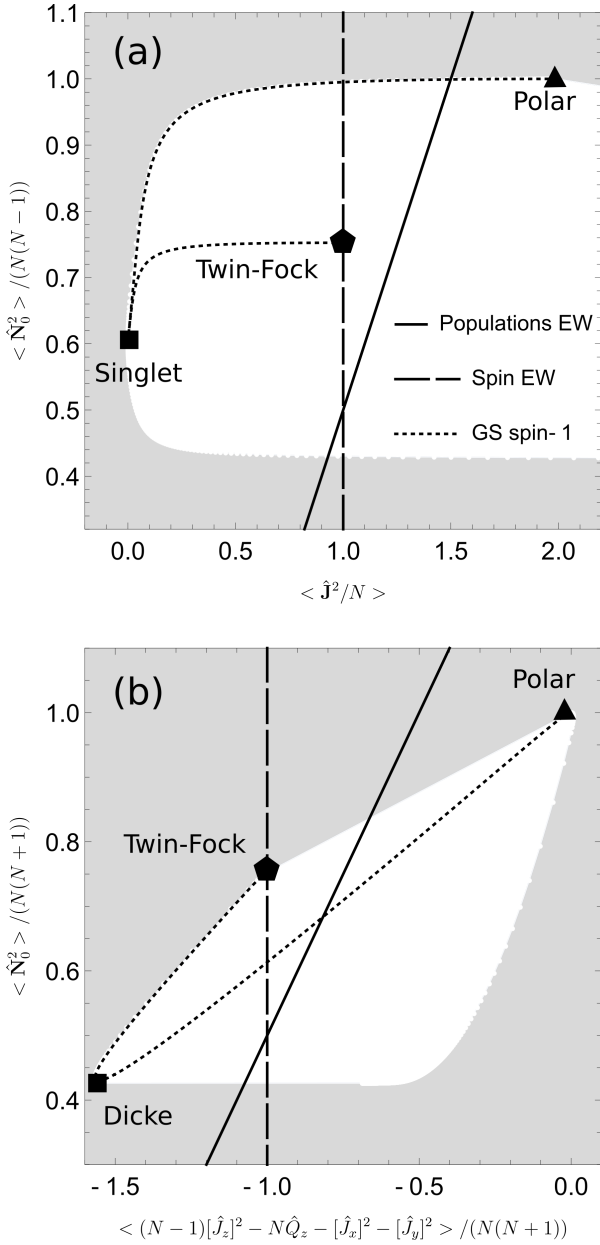 (a)
1.1
1.0
0.9
0.8
0.7
0.6
0.5
0.4
< N̂₀² > /(N(N − 1))
Polar
Twin-Fock
Singlet
Populations EW
Spin EW
GS spin- 1
0.0 0.5 1.0 1.5 2.0
< Ĵ²/N >
(b)
Polar
1.0
0.8
0.6
0.4
< N̂₀² > /(N(N + 1))
Twin-Fock
Dicke
- 1.5 - 1.0 - 0.5 0.0
< (N − 1)[Ĵz]² − NQ̂z − [Ĵx]² − [Ĵy]² > /(N(N + 1))